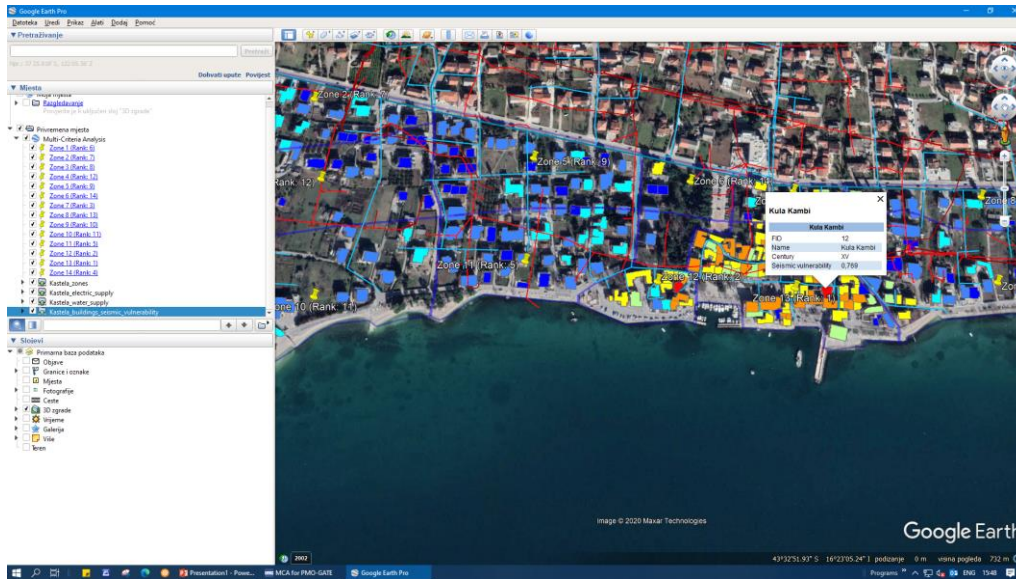 Google Earth Pro
Datoteka Uredi Prikaz Alati Dodaj Pomoć
Pretraživanje
Pretraži
Dohvati upute Povijest
Mjesta
Moja mjesta
Razgledavanje
Privremena mjesta
Multi-Criteria Analysis
Zone 1 (Rank: 6)
Zone 2 (Rank: 7)
Zone 3 (Rank: 8)
Zone 4 (Rank: 12)
Zone 5 (Rank: 9)
Zone 6 (Rank: 14)
Zone 7 (Rank: 3)
Zone 8 (Rank: 13)
Zone 9 (Rank: 10)
Zone 10 (Rank: 11)
Zone 11 (Rank: 5)
Zone 12 (Rank: 2)
Zone 13 (Rank: 1)
Zone 14 (Rank: 4)
Kastela_zones
Kastela_electric_supply
Kastela_water_supply
Kastela_buildings_seismic_vulnerability
Slojevi
Primarna baza podataka
Objave
Granice i oznake
Mjesta
Fotografije
Ceste
3D zgrade
Vrijeme
Galerija
Više
Teren
Zone 2 (Rank: 7)
Zone 5 (Rank: 9)
Rank: 12)
Zone 8
Zone 11 (Rank: 5)
Zone 12 (Rank: 2)
Zone 13 (Rank: 1)
one 10 (Rank: 11)
Kula Kambi
Kula Kambi
FID 12
Name Kula Kambi
Century XV
Seismic vulnerability 0,769
Image © 2020 Maxar Technologies
Google Earth
2002
43°32'51.93" S 16°23'05.24" I podizanje 0 m visina pogleda 732 m
Presentation1 - Powe... MCA for PMO-GATE Google Earth Pro
Programs ENG 1548